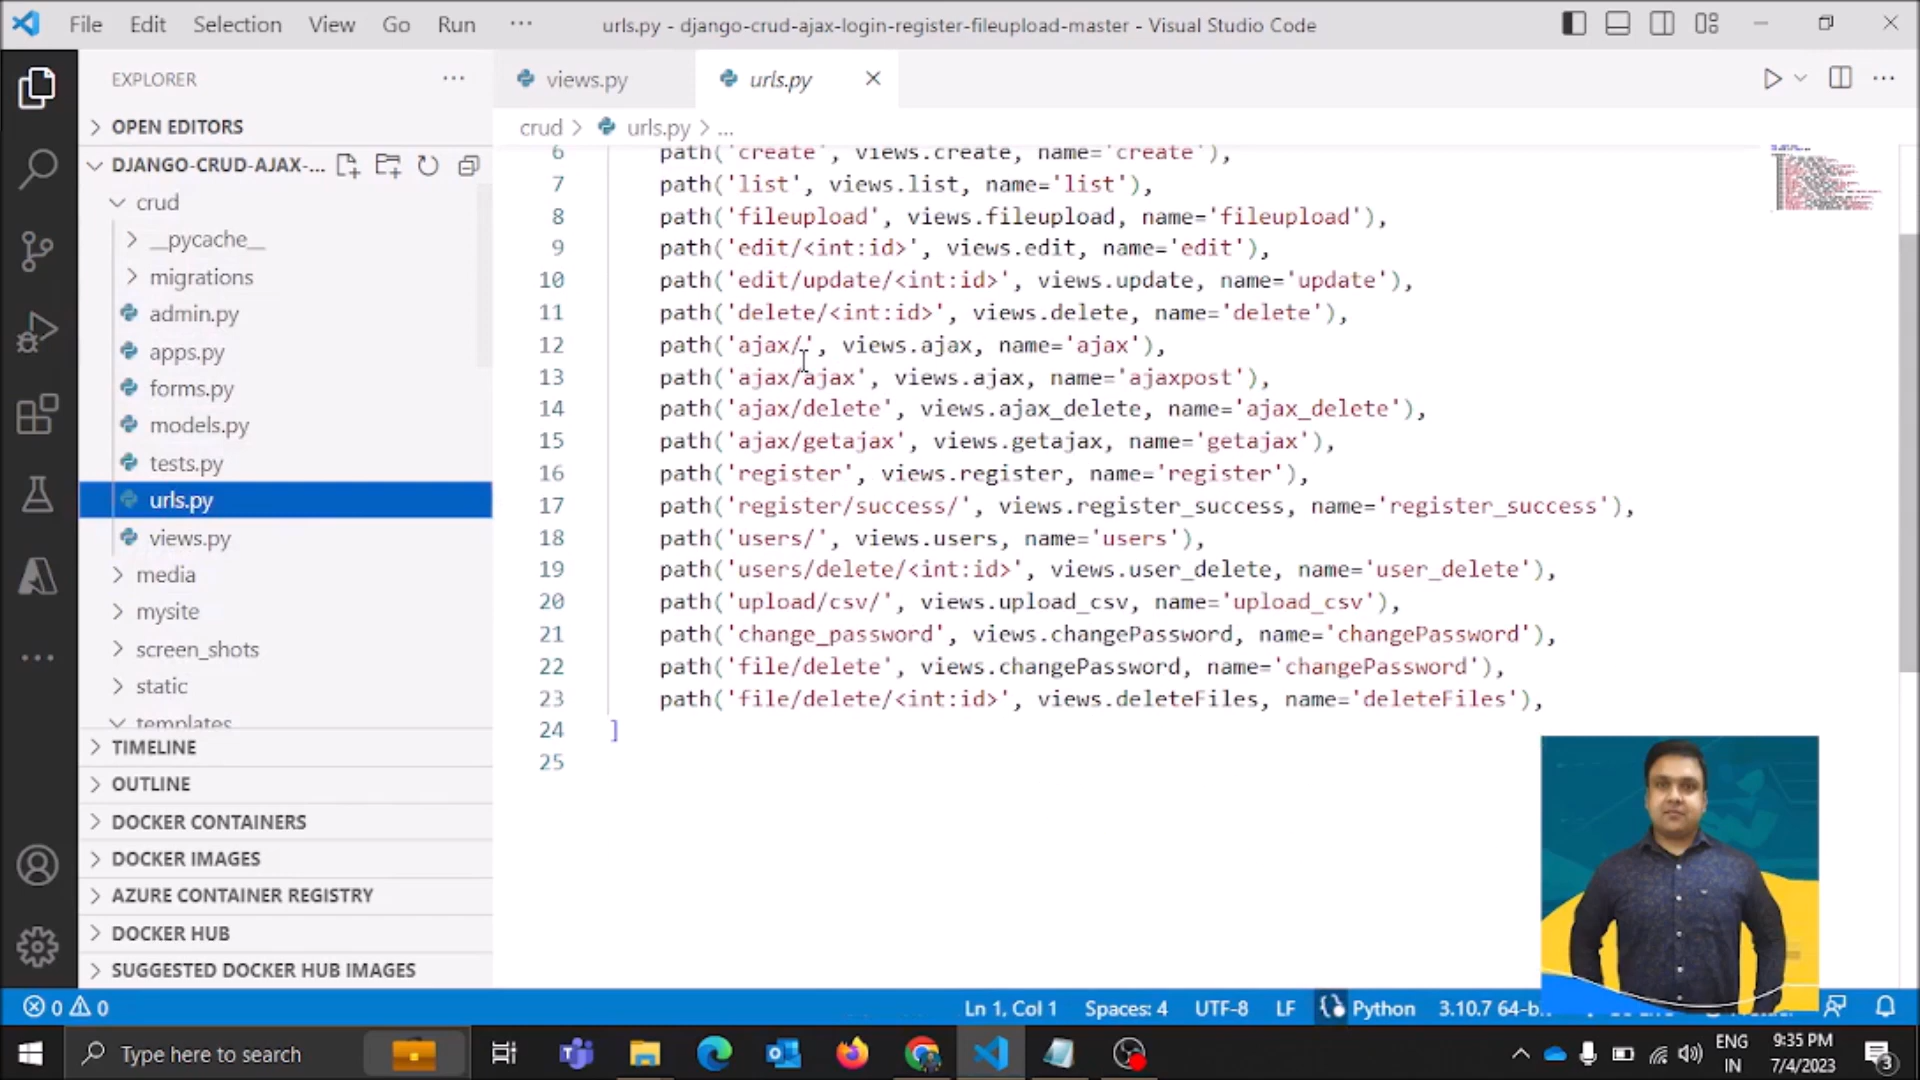 File Edit Selection View Go Run ··· urls.py - django-crud-ajax-login-register-fileupload-master - Visual Studio Code
EXPLORER ···
views.py
urls.py
OPEN EDITORS
crud > urls.py > ...
DJANGO-CRUD-AJAX-...
crud
__pycache__
migrations
admin.py
apps.py
forms.py
models.py
tests.py
urls.py
views.py
media
mysite
screen_shots
static
templates
TIMELINE
OUTLINE
DOCKER CONTAINERS
DOCKER IMAGES
AZURE CONTAINER REGISTRY
DOCKER HUB
SUGGESTED DOCKER HUB IMAGES
6 path('create', views.create, name='create'),
7 path('list', views.list, name='list'),
8 path('fileupload', views.fileupload, name='fileupload'),
9 path('edit/<int:id>', views.edit, name='edit'),
10 path('edit/update/<int:id>', views.update, name='update'),
11 path('delete/<int:id>', views.delete, name='delete'),
12 path('ajax/', views.ajax, name='ajax'),
13 path('ajax/ajax', views.ajax, name='ajaxpost'),
14 path('ajax/delete', views.ajax_delete, name='ajax_delete'),
15 path('ajax/getajax', views.getajax, name='getajax'),
16 path('register', views.register, name='register'),
17 path('register/success/', views.register_success, name='register_success'),
18 path('users/', views.users, name='users'),
19 path('users/delete/<int:id>', views.user_delete, name='user_delete'),
20 path('upload/csv/', views.upload_csv, name='upload_csv'),
21 path('change_password', views.changePassword, name='changePassword'),
22 path('file/delete', views.changePassword, name='changePassword'),
23 path('file/delete/<int:id>', views.deleteFiles, name='deleteFiles'),
24 ]
25
0 0 Ln 1, Col 1 Spaces: 4 UTF-8 LF Python 3.10.7 64-bi
Type here to search
ENG
IN
9:35 PM
7/4/2023
3